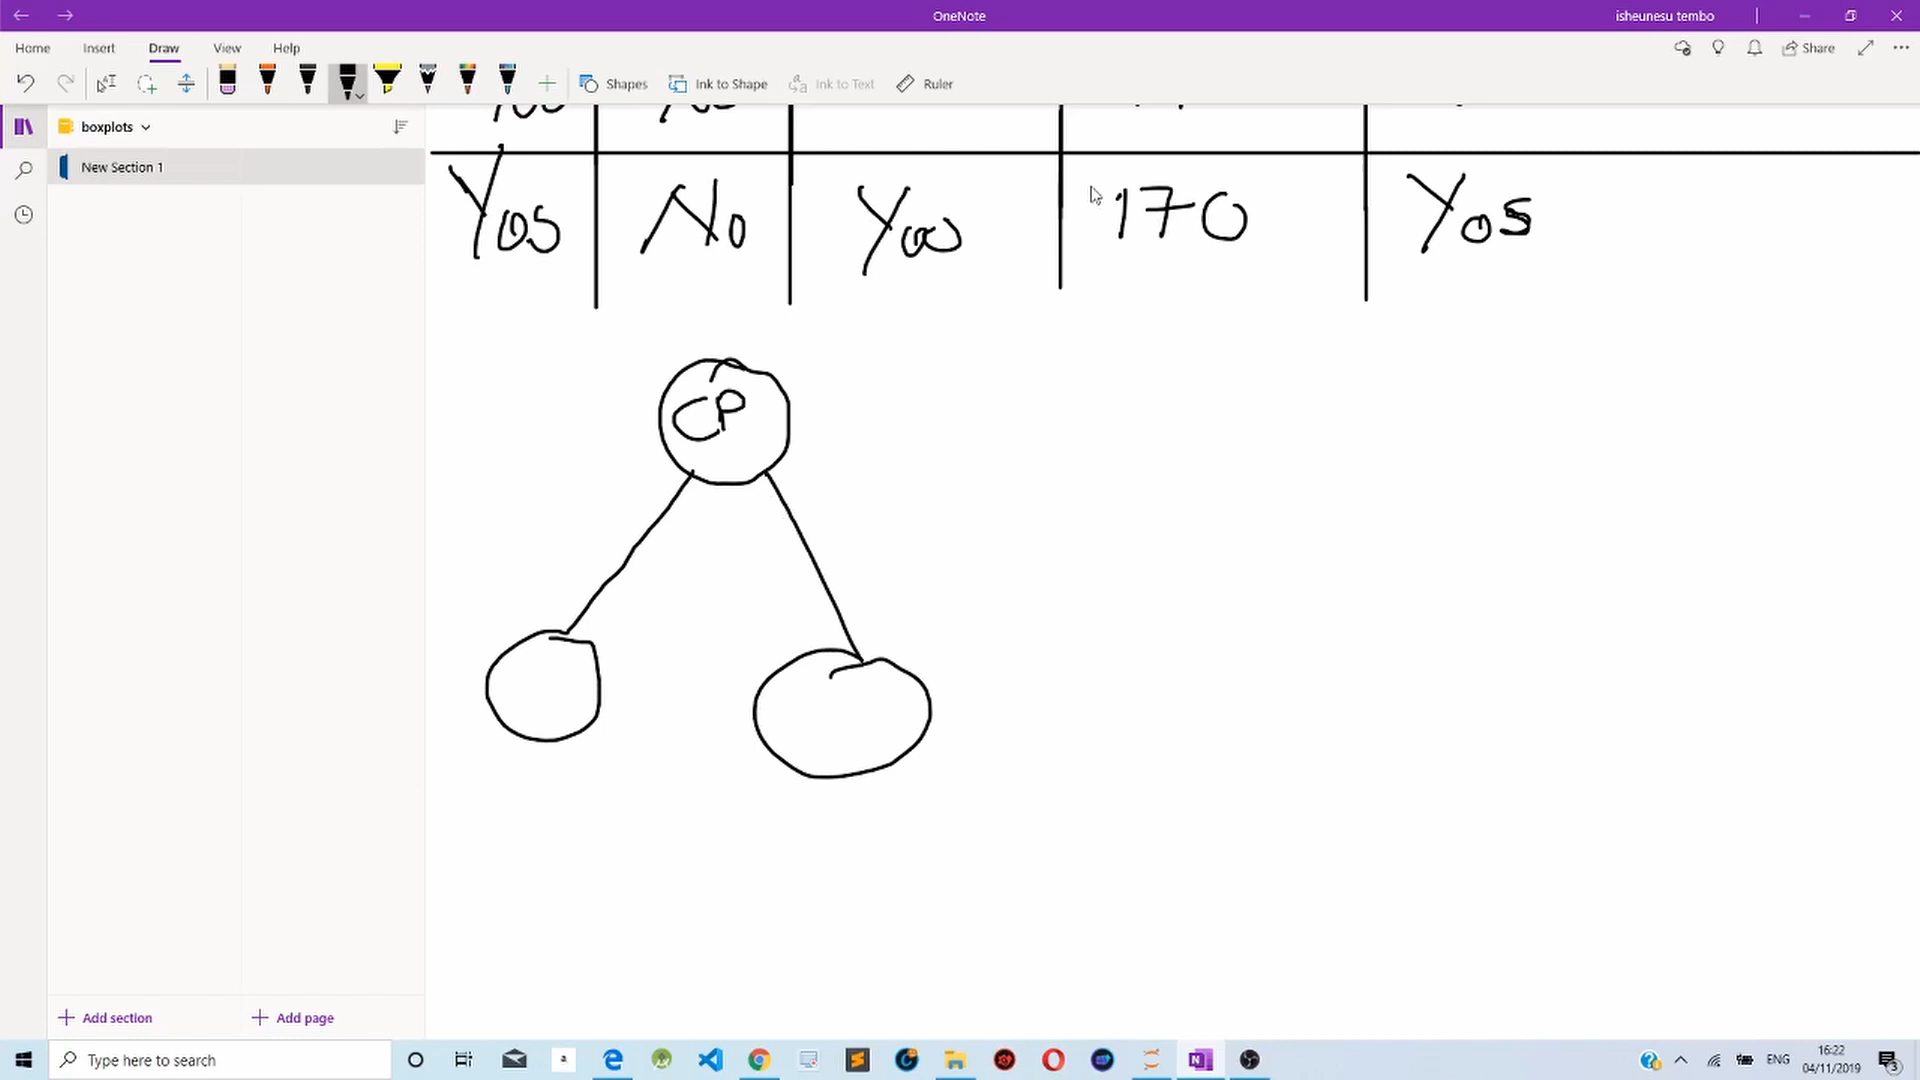 OneNote
isheunesu tembo
Home Insert Draw View Help
Share
Shapes Ink to Shape Ink to Text Ruler
boxplots
New Section 1
Yes No Yes 170 Yes
CP
Add section Add page
Type here to search
ENG
16:22
04/11/2019